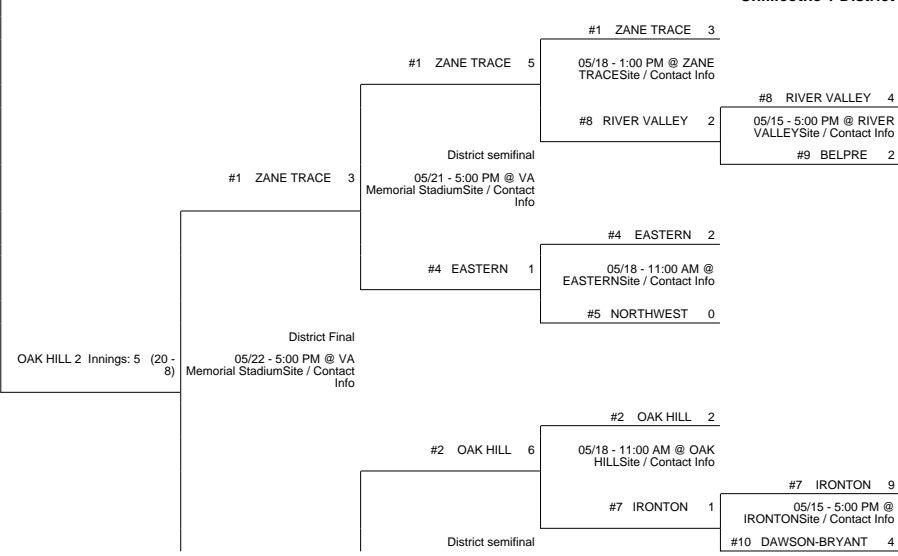 #1 ZANE TRACE 3
#1 ZANE TRACE 5
05/18 - 1:00 PM @ ZANE
TRACESite / Contact Info
#8 RIVER VALLEY 4
#8 RIVER VALLEY 2
05/15 - 5:00 PM @ RIVER
VALLEYSite / Contact Info
District semifinal
#9 BELPRE 2
#1 ZANE TRACE 3
05/21 - 5:00 PM @ VA
Memorial StadiumSite / Contact
Info
#4 EASTERN 2
#4 EASTERN 1
05/18 - 11:00 AM @
EASTERNSite / Contact Info
#5 NORTHWEST 0
District Final
OAK HILL 2 Innings: 5 (20 -
8)
05/22 - 5:00 PM @ VA
Memorial StadiumSite / Contact
Info
#2 OAK HILL 2
#2 OAK HILL 6
05/18 - 11:00 AM @ OAK
HILLSite / Contact Info
#7 IRONTON 9
#7 IRONTON 1
05/15 - 5:00 PM @
IRONTONSite / Contact Info
District semifinal
#10 DAWSON-BRYANT 4